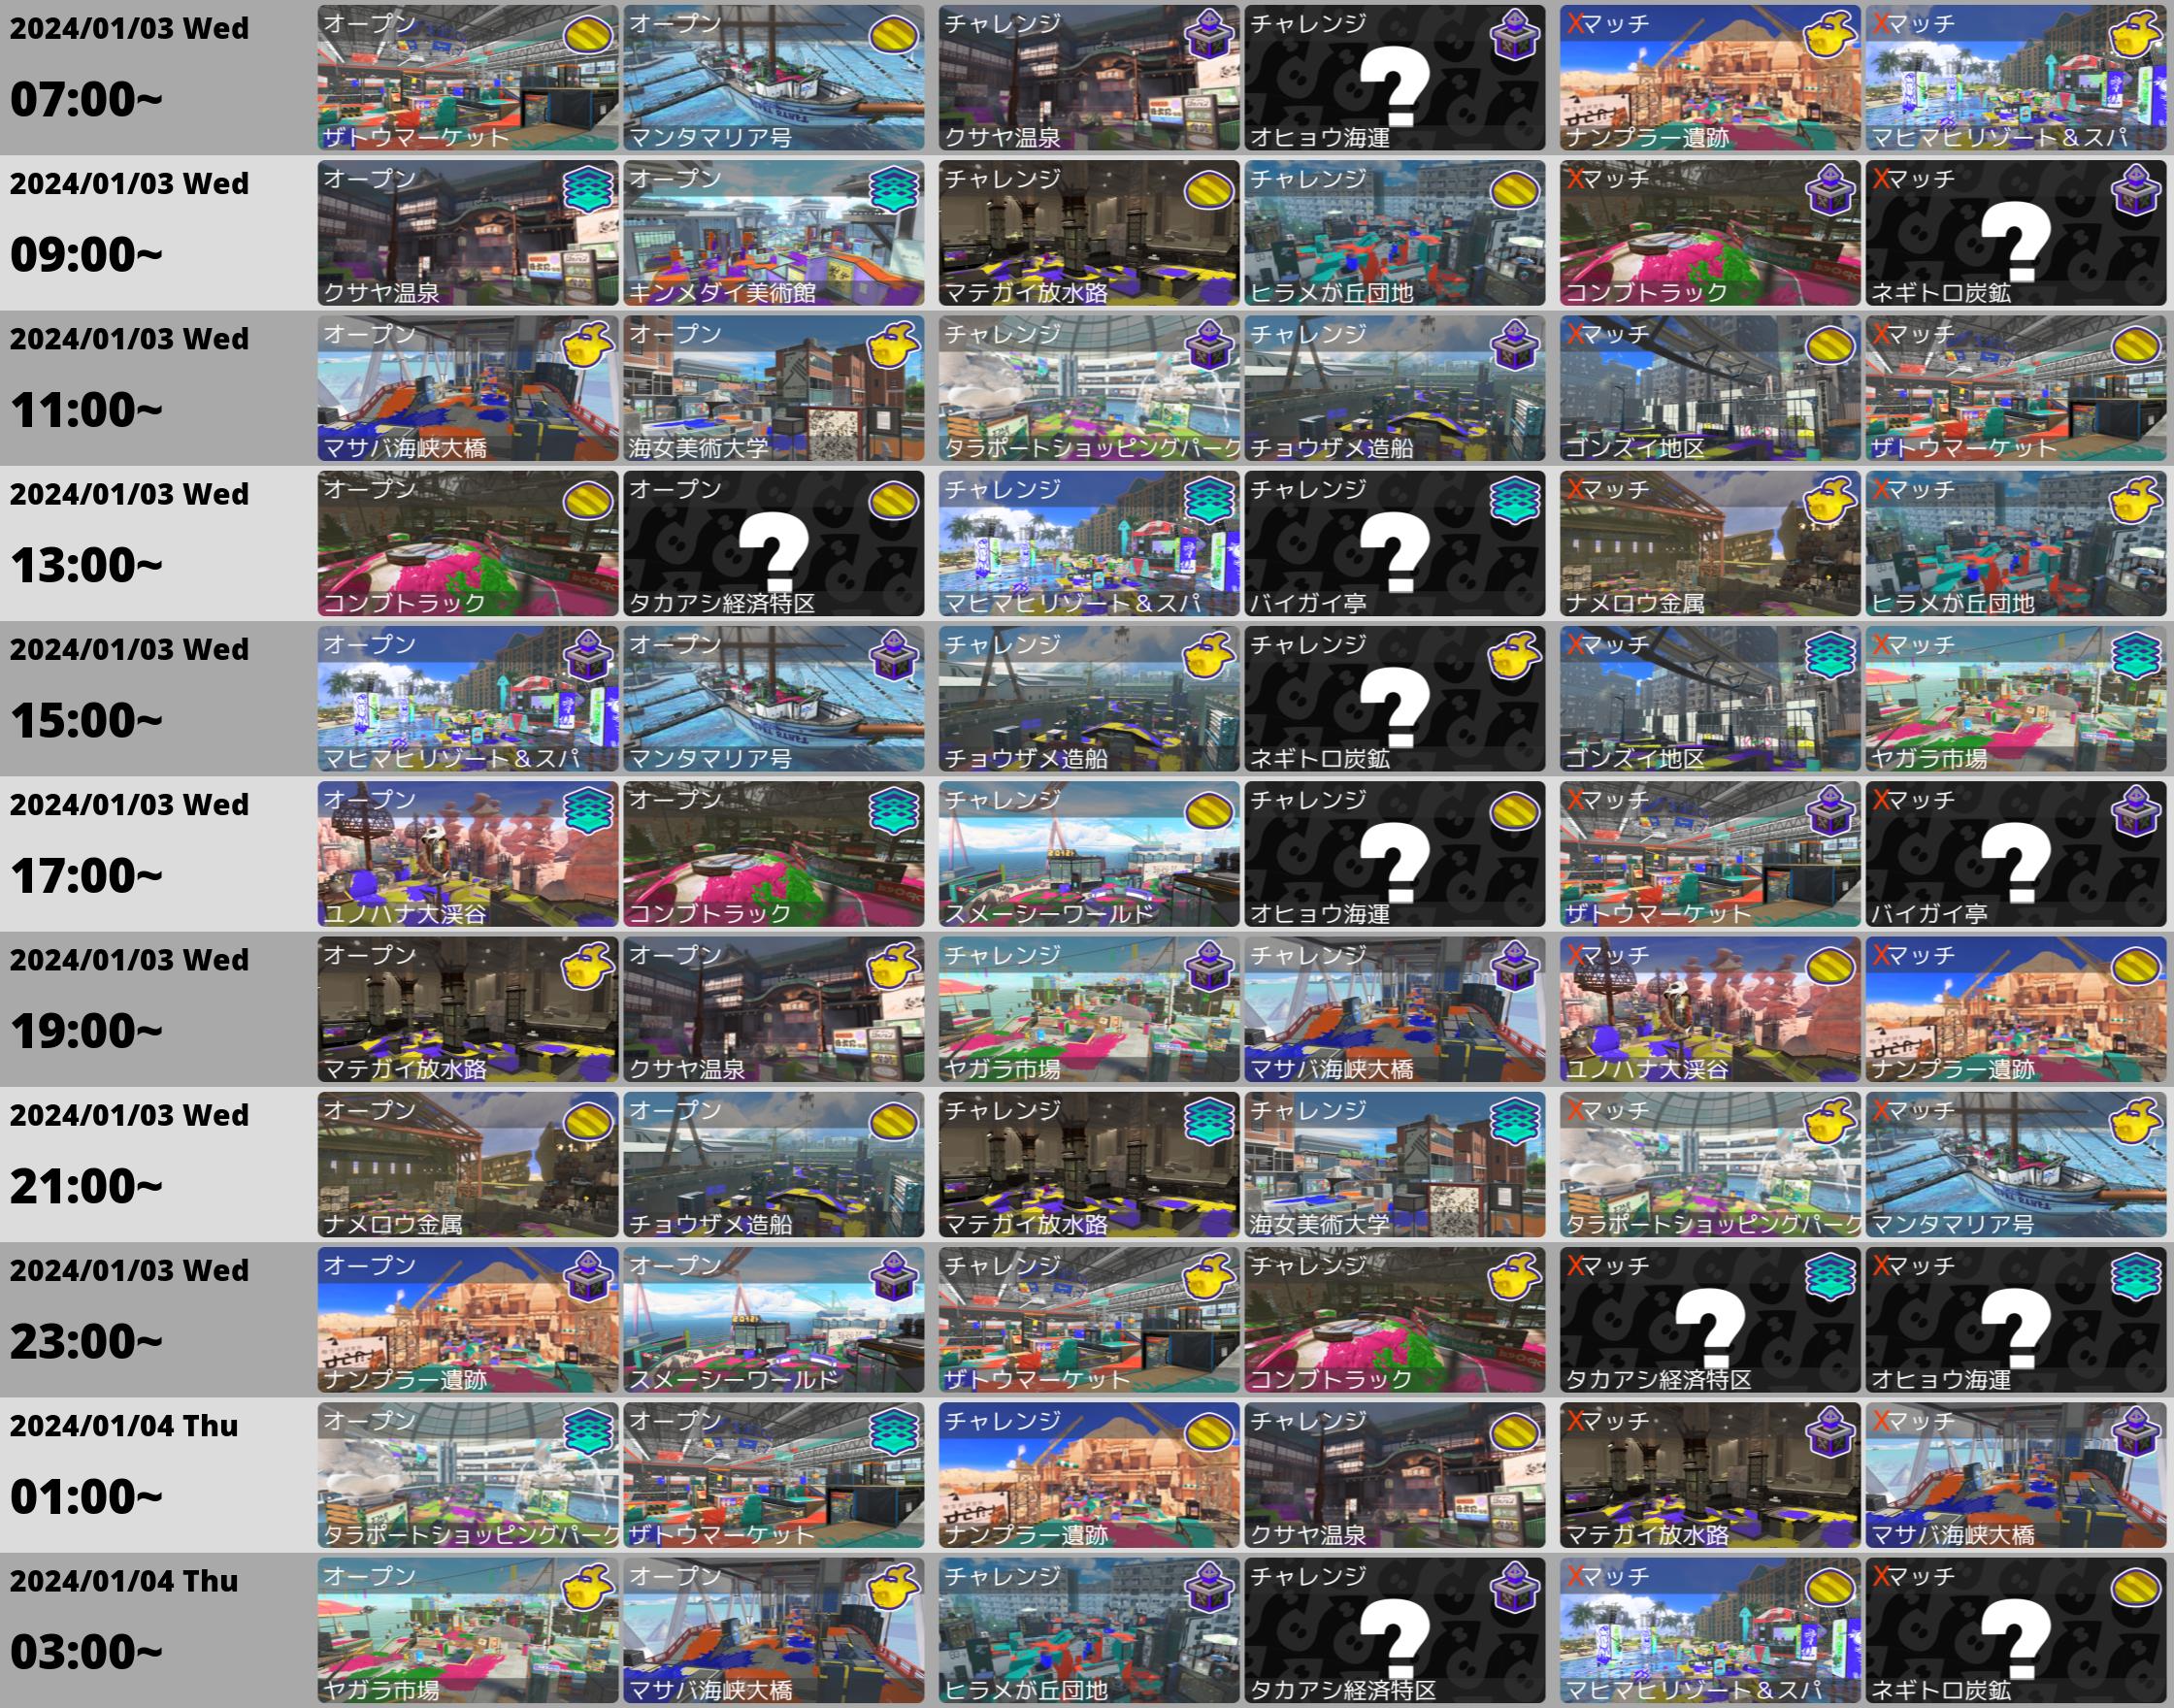 2024/01/03 Wed
07:00~
オープン
ザトウマーケット
オープン
マンタマリア号
チャレンジ
クサヤ温泉
チャレンジ
オヒョウ海運
Xマッチ
ナンプラー遺跡
Xマッチ
マヒマヒリゾート&スパ
2024/01/03 Wed
09:00~
オープン
クサヤ温泉
オープン
キンメダイ美術館
チャレンジ
マテガイ放水路
チャレンジ
ヒラメが丘団地
Xマッチ
コンブトラック
Xマッチ
ネギトロ炭鉱
2024/01/03 Wed
11:00~
オープン
マサバ海峡大橋
オープン
海女美術大学
チャレンジ
タラポートショッピングパーク
チャレンジ
チョウザメ造船
Xマッチ
ゴンズイ地区
Xマッチ
ザトウマーケット
2024/01/03 Wed
13:00~
オープン
コンブトラック
オープン
タカアシ経済特区
チャレンジ
マヒマヒリゾート&スパ
チャレンジ
バイガイ亭
Xマッチ
ナメロウ金属
Xマッチ
ヒラメが丘団地
2024/01/03 Wed
15:00~
オープン
マヒマヒリゾート&スパ
オープン
マンタマリア号
チャレンジ
チョウザメ造船
チャレンジ
ネギトロ炭鉱
Xマッチ
ゴンズイ地区
Xマッチ
ヤガラ市場
2024/01/03 Wed
17:00~
オープン
ユノハナ大渓谷
オープン
コンブトラック
チャレンジ
スメーシーワールド
チャレンジ
オヒョウ海運
Xマッチ
ザトウマーケット
Xマッチ
バイガイ亭
2024/01/03 Wed
19:00~
オープン
マテガイ放水路
オープン
クサヤ温泉
チャレンジ
ヤガラ市場
チャレンジ
マサバ海峡大橋
Xマッチ
ユノハナ大渓谷
Xマッチ
ナンプラー遺跡
2024/01/03 Wed
21:00~
オープン
ナメロウ金属
オープン
チョウザメ造船
チャレンジ
マテガイ放水路
チャレンジ
海女美術大学
Xマッチ
タラポートショッピングパーク
Xマッチ
マンタマリア号
2024/01/03 Wed
23:00~
オープン
ナンプラー遺跡
オープン
スメーシーワールド
チャレンジ
ザトウマーケット
チャレンジ
コンブトラック
Xマッチ
タカアシ経済特区
Xマッチ
オヒョウ海運
2024/01/04 Thu
01:00~
オープン
タラポートショッピングパーク
オープン
ザトウマーケット
チャレンジ
ナンプラー遺跡
チャレンジ
クサヤ温泉
Xマッチ
マテガイ放水路
Xマッチ
マサバ海峡大橋
2024/01/04 Thu
03:00~
オープン
ヤガラ市場
オープン
マサバ海峡大橋
チャレンジ
ヒラメが丘団地
チャレンジ
タカアシ経済特区
Xマッチ
マヒマヒリゾート&スパ
Xマッチ
ネギトロ炭鉱